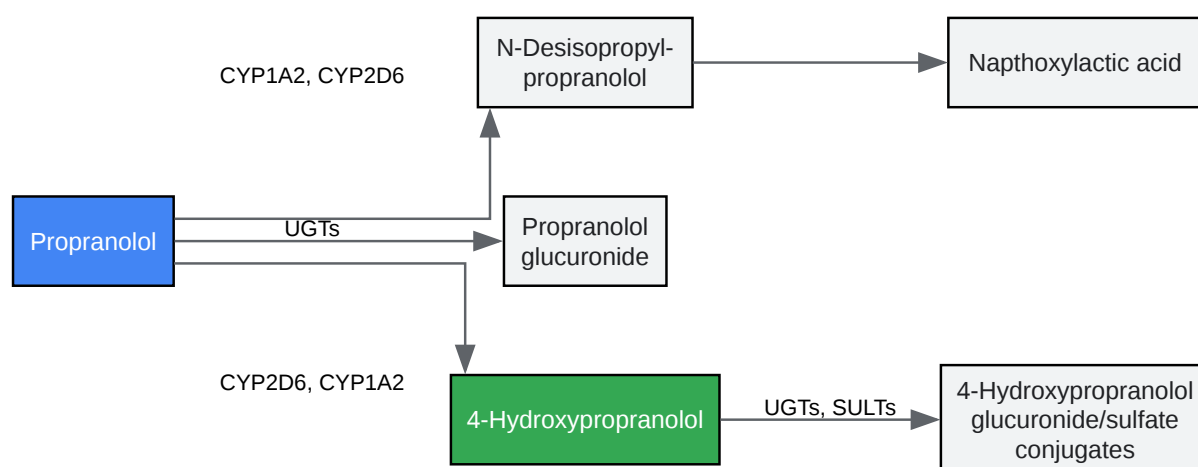 N-Desisopropyl-
propranolol
Napthoxylactic acid
CYP1A2, CYP2D6
Propranolol
UGTs
Propranolol
glucuronide
CYP2D6, CYP1A2
4-Hydroxypropranolol
UGTs, SULTs
4-Hydroxypropranolol
glucuronide/sulfate
conjugates